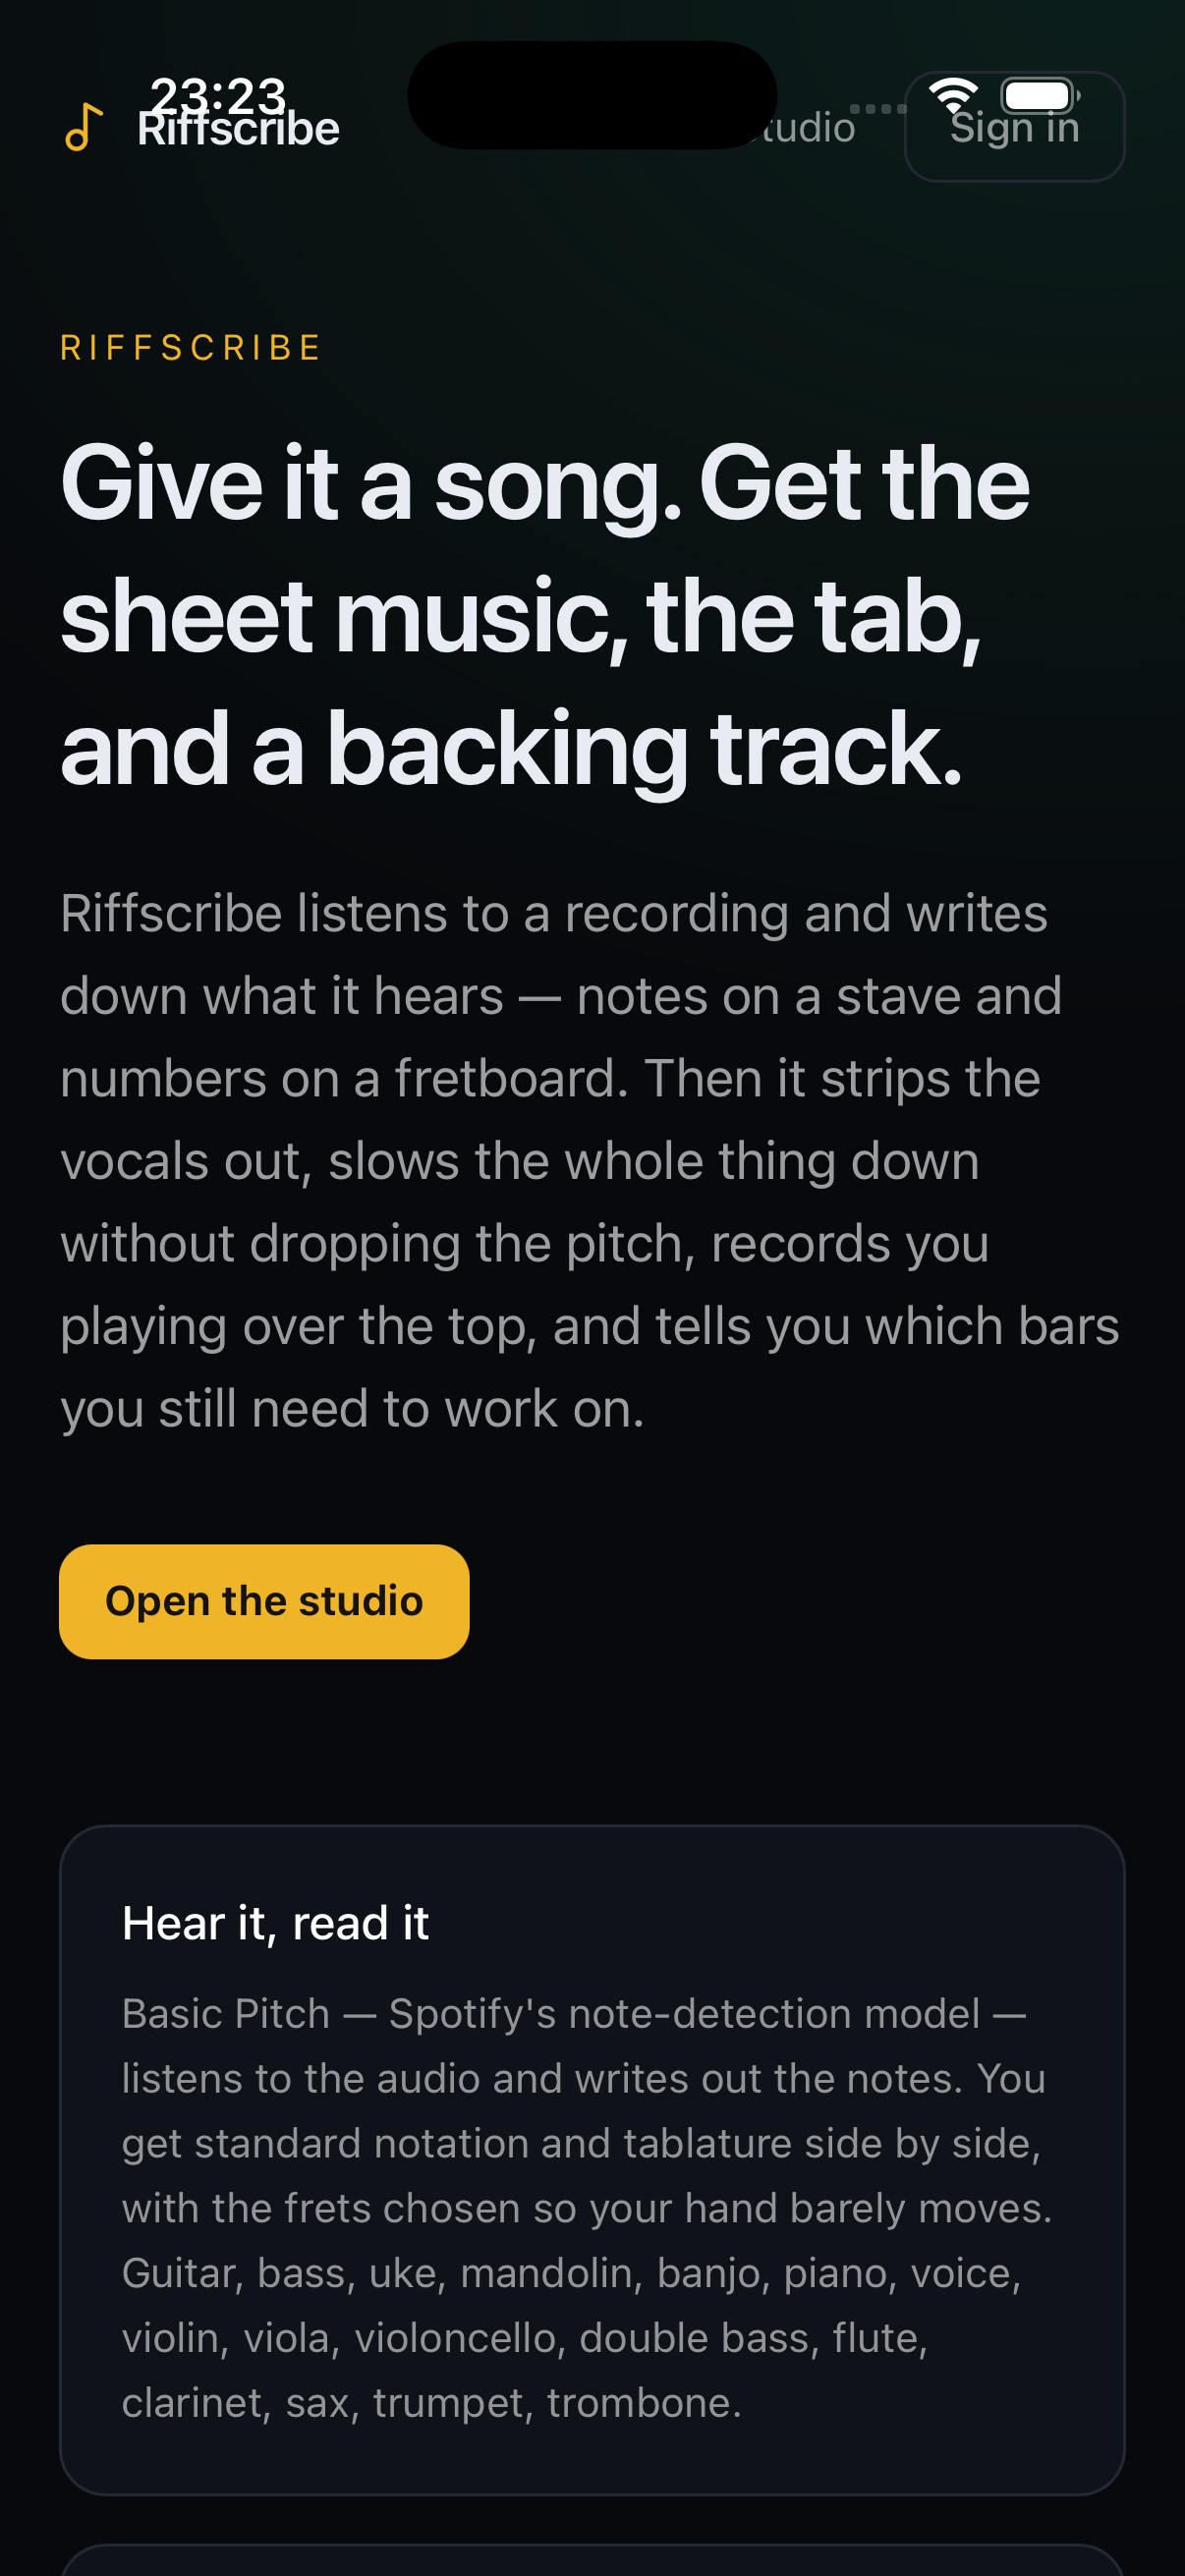 23:23
Riffscribe
Sign in
RIFFSCRIBE
Give it a song. Get the
sheet music, the tab,
and a backing track.
Riffscribe listens to a recording and writes
down what it hears — notes on a stave and
numbers on a fretboard. Then it strips the
vocals out, slows the whole thing down
without dropping the pitch, records you
playing over the top, and tells you which bars
you still need to work on.
Open the studio
Hear it, read it
Basic Pitch — Spotify's note-detection model —
listens to the audio and writes out the notes. You
get standard notation and tablature side by side,
with the frets chosen so your hand barely moves.
Guitar, bass, uke, mandolin, banjo, piano, voice,
violin, viola, violoncello, double bass, flute,
clarinet, sax, trumpet, trombone.